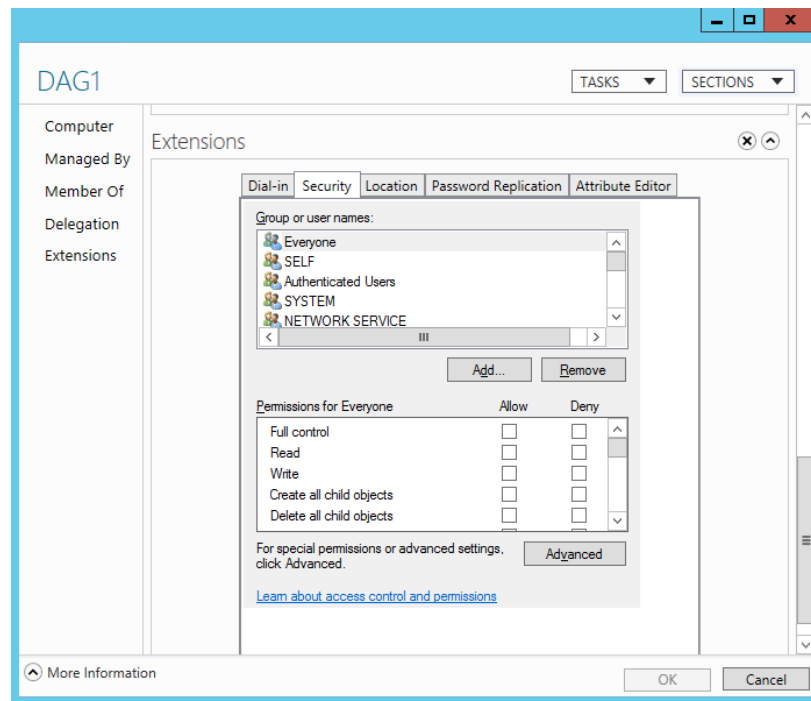 DAG1
TASKS
SECTIONS
Computer
Managed By
Member Of
Delegation
Extensions
Extensions
Dial-in Security Location Password Replication Attribute Editor
Group or user names:
Everyone
SELF
Authenticated Users
SYSTEM
NETWORK SERVICE
Add... Remove
Permissions for Everyone Allow Deny
Full control
Read
Write
Create all child objects
Delete all child objects
For special permissions or advanced settings,
click Advanced.
Advanced
Learn about access control and permissions
More Information
OK Cancel